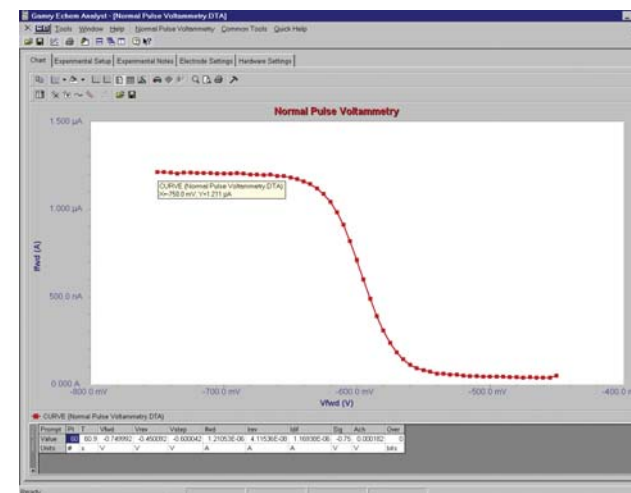 Gamry Echem Analyst - [Normal Pulse Voltammetry.DTA]
File Tools Window Help Normal Pulse Voltammetry Common Tools Quick Help
Chart Experimental Setup Experimental Notes Electrode Settings Hardware Settings
Normal Pulse Voltammetry
1.500 µA
CURVE (Normal Pulse Voltammetry.DTA)
X=-750.0 mV, Y=1.211 µA
1.000 µA
Ifwd (A)
500.0 nA
0.000 A
-800.0 mV -700.0 mV -600.0 mV -500.0 mV -400.0
Vfwd (V)
CURVE (Normal Pulse Voltammetry.DTA)
Prompt Pt T Vfwd Vrev Vstep Ifwd Irev Idif Sig Ach Over
Value 60 60.9 -0.749992 -0.450092 -0.600042 1.21053E-06 4.11536E-08 1.16938E-06 -0.75 0.000182 0
Units # s V V V A A A V V bits
Ready